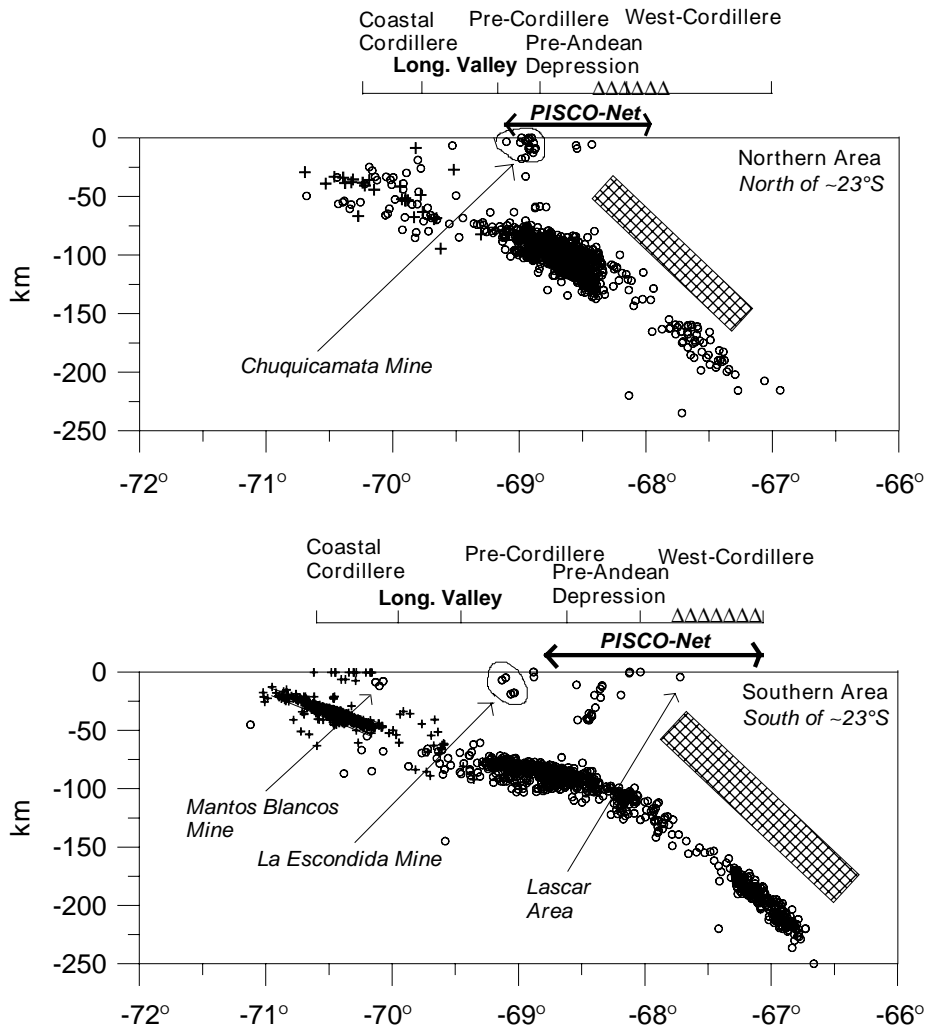 Coastal
Cordillere
Pre-Cordillere
West-Cordillere
Long. Valley
Pre-Andean
Depression
PISCO-Net
0
-50
-100
-150
-200
-250
km
Northern Area
North of ~23°S
Chuquicamata Mine
-72° -71° -70° -69° -68° -67° -66°
Coastal
Cordillere
Pre-Cordillere
West-Cordillere
Long. Valley
Pre-Andean
Depression
PISCO-Net
0
-50
-100
-150
-200
-250
km
Southern Area
South of ~23°S
Mantos Blancos
Mine
La Escondida Mine
Lascar
Area
-72° -71° -70° -69° -68° -67° -66°